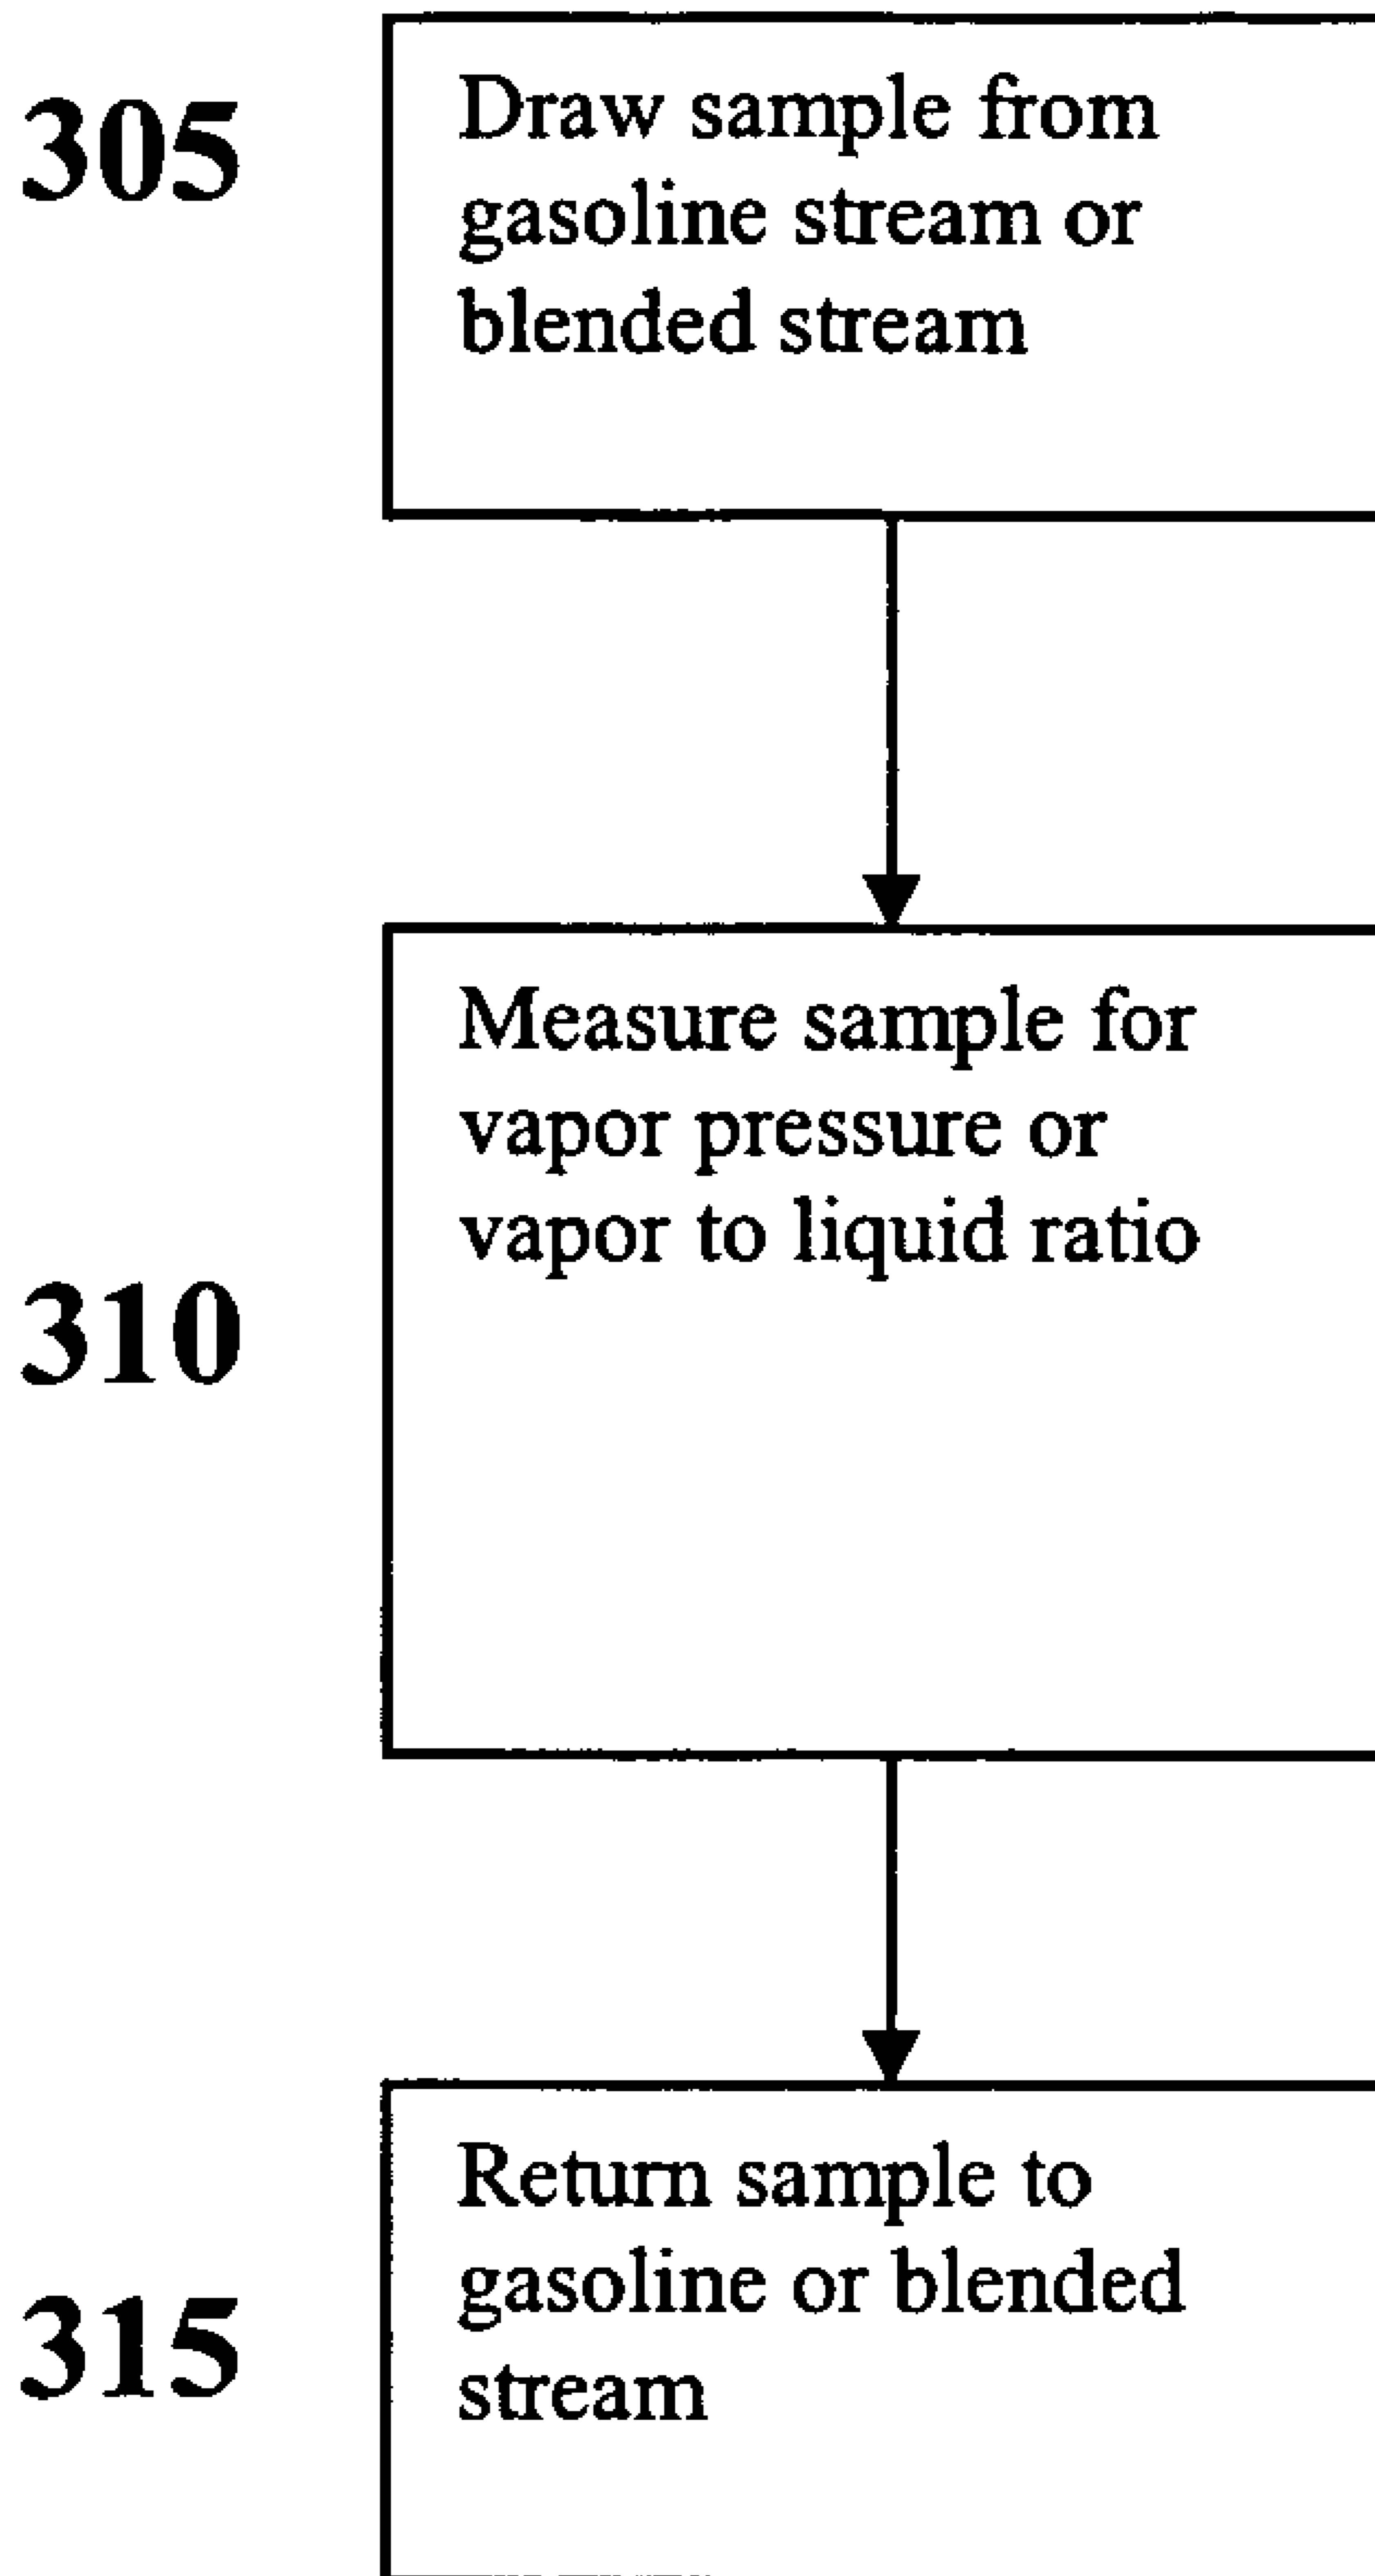 305
Draw sample from
gasoline stream or
blended stream
Measure sample for
vapor pressure or
vapor to liquid ratio
310
Return sample to
gasoline or blended
stream
315